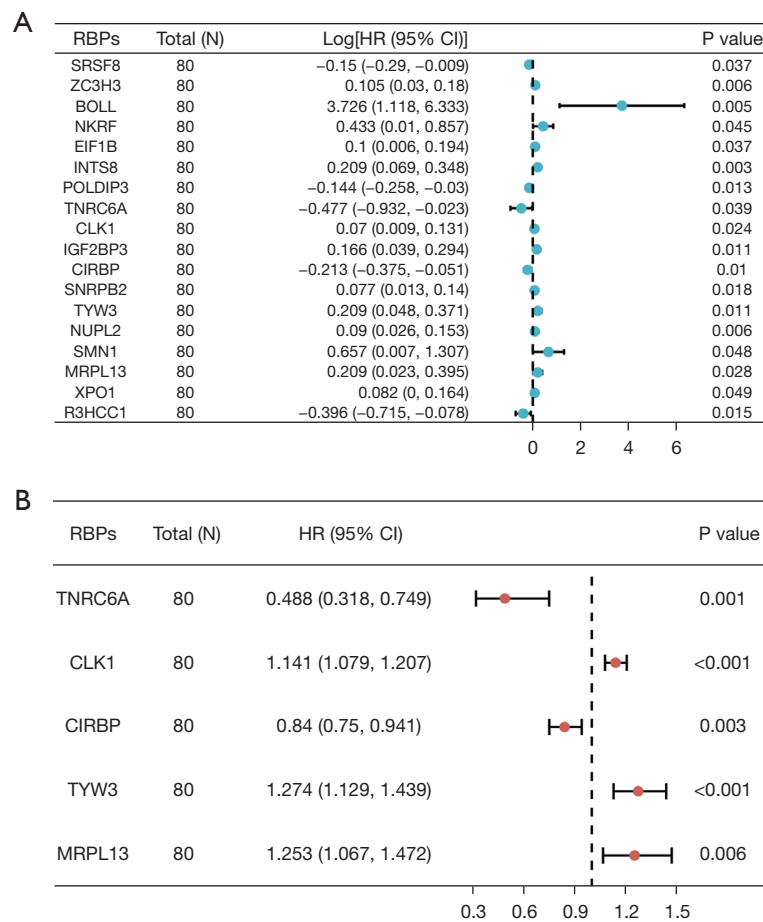 A
RBPs Total (N) Log[HR (95% CI)] P value
SRSF8 80 −0.15 (−0.29, −0.009) 0.037
ZC3H3 80 0.105 (0.03, 0.18) 0.006
BOLL 80 3.726 (1.118, 6.333) 0.005
NKRF 80 0.433 (0.01, 0.857) 0.045
EIF1B 80 0.1 (0.006, 0.194) 0.037
INTS8 80 0.209 (0.069, 0.348) 0.003
POLDIP3 80 −0.144 (−0.258, −0.03) 0.013
TNRC6A 80 −0.477 (−0.932, −0.023) 0.039
CLK1 80 0.07 (0.009, 0.131) 0.024
IGF2BP3 80 0.166 (0.039, 0.294) 0.011
CIRBP 80 −0.213 (−0.375, −0.051) 0.01
SNRPB2 80 0.077 (0.013, 0.14) 0.018
TYW3 80 0.209 (0.048, 0.371) 0.011
NUPL2 80 0.09 (0.026, 0.153) 0.006
SMN1 80 0.657 (0.007, 1.307) 0.048
MRPL13 80 0.209 (0.023, 0.395) 0.028
XPO1 80 0.082 (0, 0.164) 0.049
R3HCC1 80 −0.396 (−0.715, −0.078) 0.015
0 2 4 6
B
RBPs Total (N) HR (95% CI) P value
TNRC6A 80 0.488 (0.318, 0.749) 0.001
CLK1 80 1.141 (1.079, 1.207) <0.001
CIRBP 80 0.84 (0.75, 0.941) 0.003
TYW3 80 1.274 (1.129, 1.439) <0.001
MRPL13 80 1.253 (1.067, 1.472) 0.006
0.3 0.6 0.9 1.2 1.5